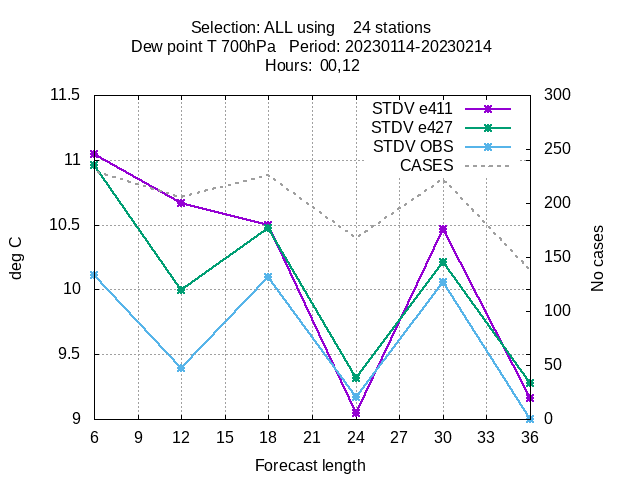 Selection: ALL using    24 stations
Dew point T 700hPa   Period: 20230114-20230214
Hours:  00,12
STDV e411
STDV e427
STDV OBS
CASES
11.5
11
10.5
10
9.5
9
deg C
300
250
200
150
100
50
0
No cases
6 9 12 15 18 21 24 27 30 33 36
Forecast length